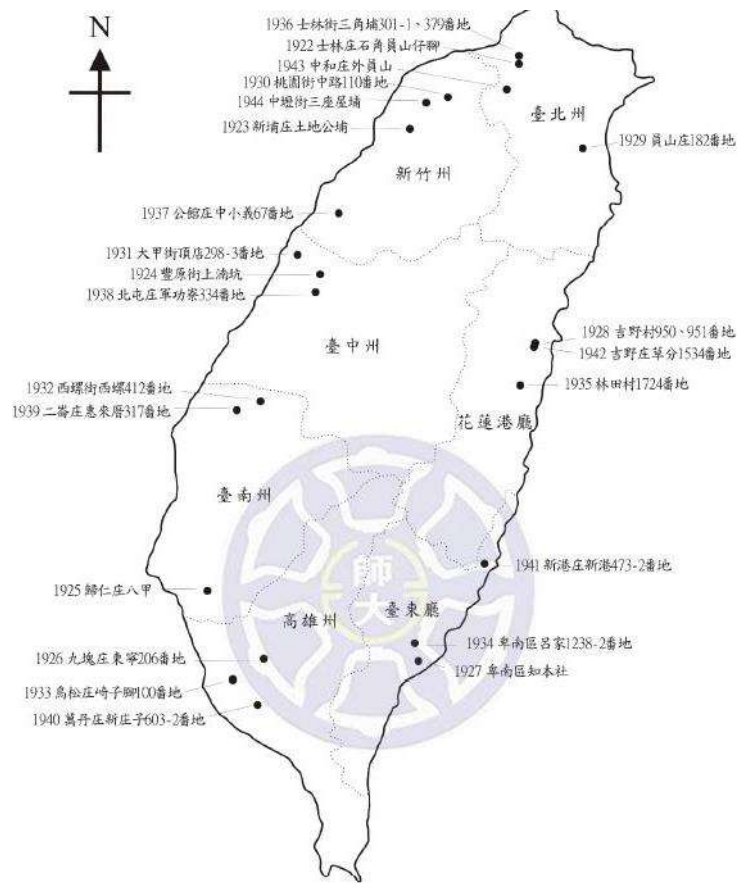 N
1936 士林街三角埔301-1、379番地
1922 士林庄石角員山仔腳
1943 中和庄外員山
1930 桃園街中路110番地
1944 中壢街三座屋埔
1923 新埔庄土地公埔
臺北州
1929 員山庄182番地
新竹州
1937 公館庄中小義67番地
1931 大甲街頂店298-3番地
1924 豐原街上湳坑
1938 北屯庄軍功寮334番地
臺中州
1928 吉野村950、951番地
1942 吉野庄草分1534番地
1935 林田村1724番地
1932 西螺街西螺412番地
1939 二崙庄惠來厝317番地
花蓮港廳
臺南州
師大
1941 新港庄新港473-2番地
1925 歸仁庄八甲
高雄州
臺東廳
1934 卑南區呂家1238-2番地
1926 九塊庄東寧206番地
1927 卑南區知本社
1933 鳥松庄崎子腳100番地
1940 萬丹庄新庄子603-2番地